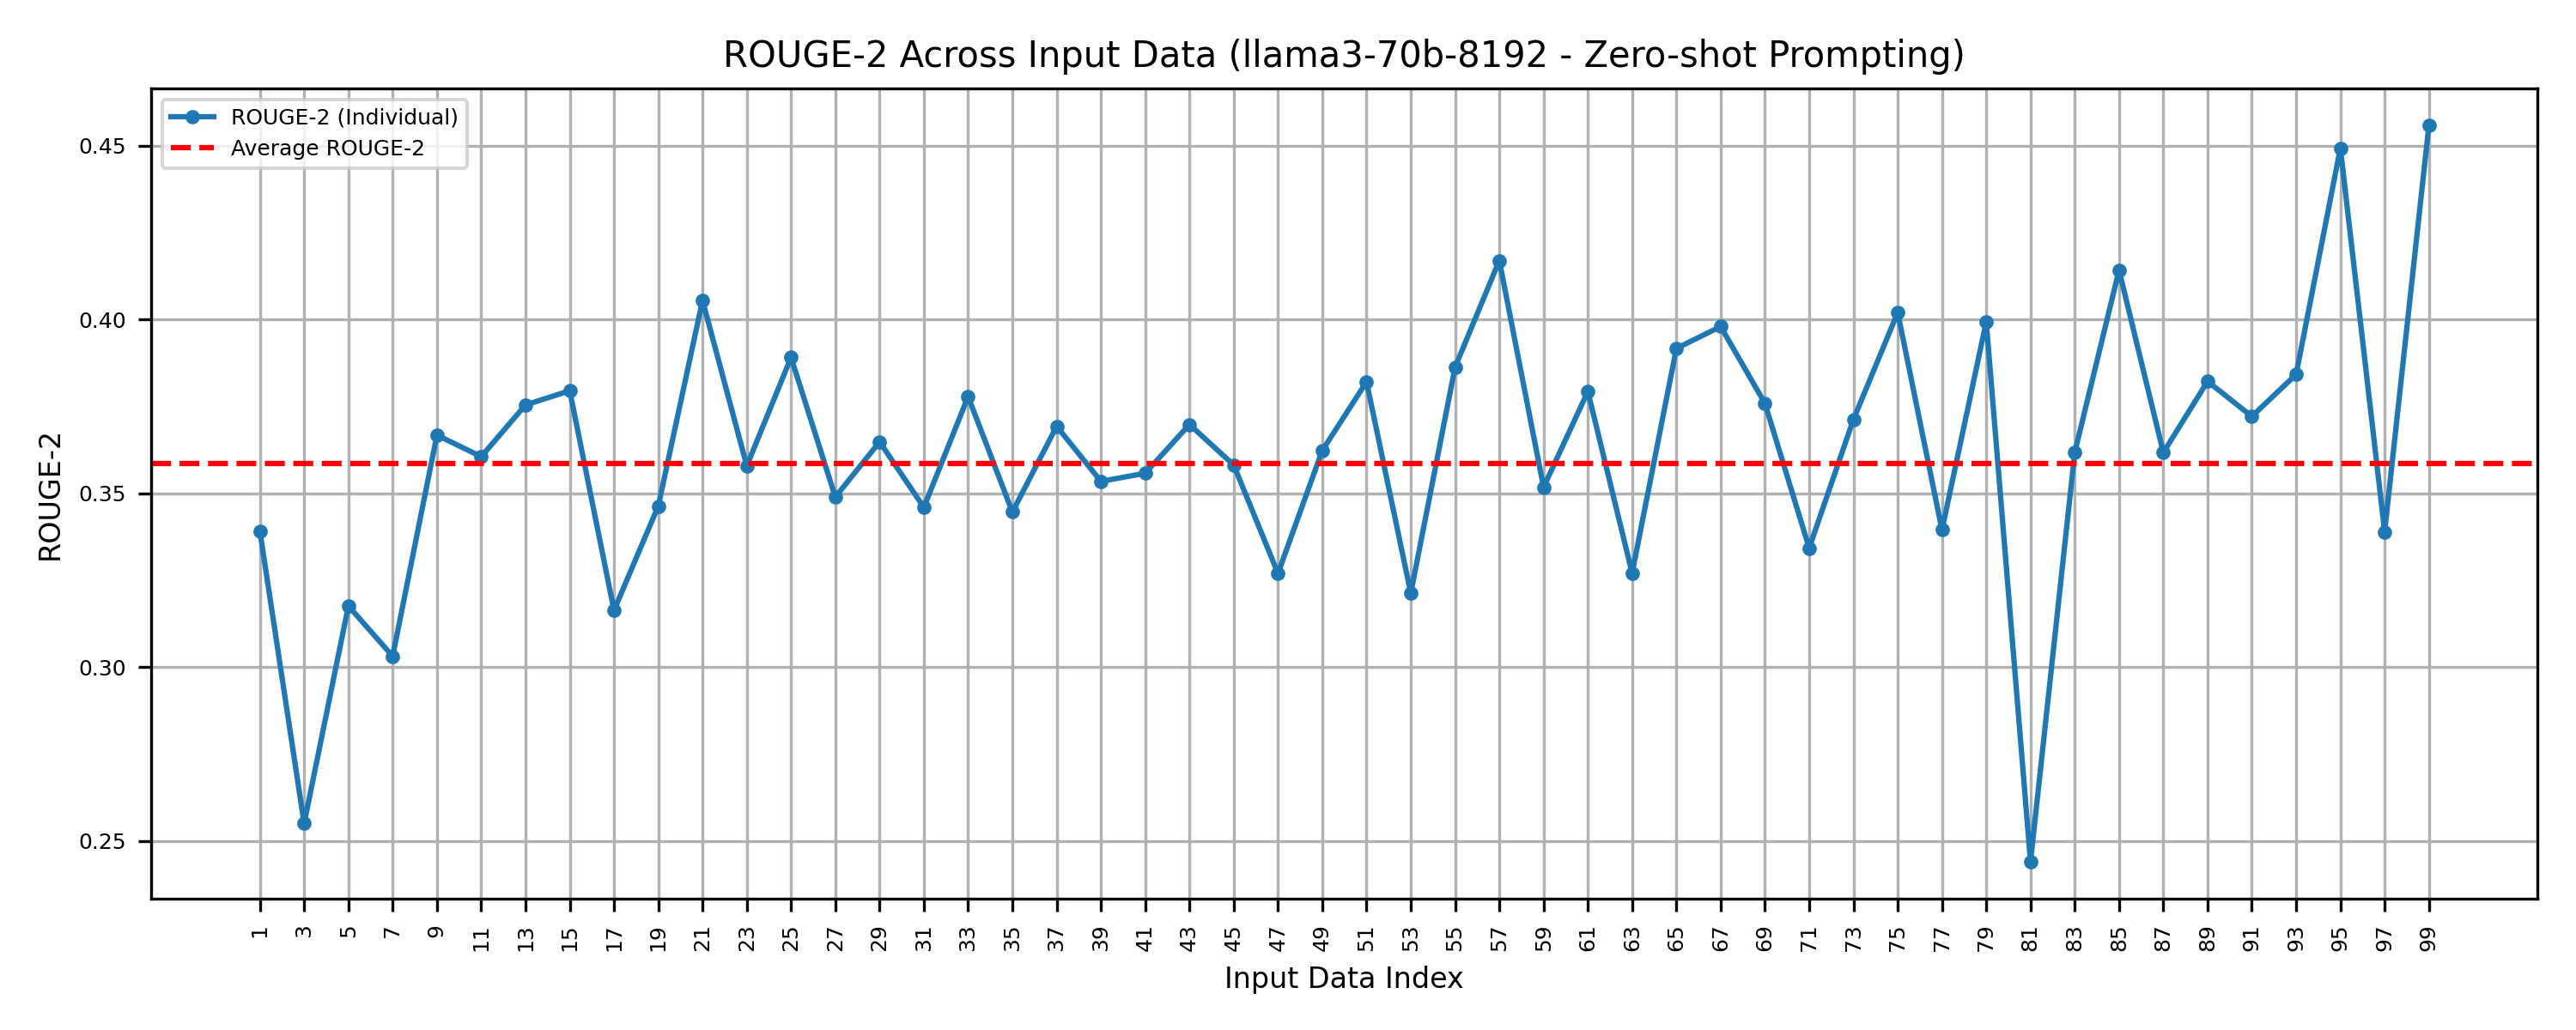 ROUGE-2 Across Input Data (llama3-70b-8192 - Zero-shot Prompting)
ROUGE-2 (Individual)
Average ROUGE-2
0.45
0.40
0.35
0.30
0.25
ROUGE-2
1 3 5 7 9 11 13 15 17 19 21 23 25 27 29 31 33 35 37 39 41 43 45 47 49 51 53 55 57 59 61 63 65 67 69 71 73 75 77 79 81 83 85 87 89 91 93 95 97 99
Input Data Index